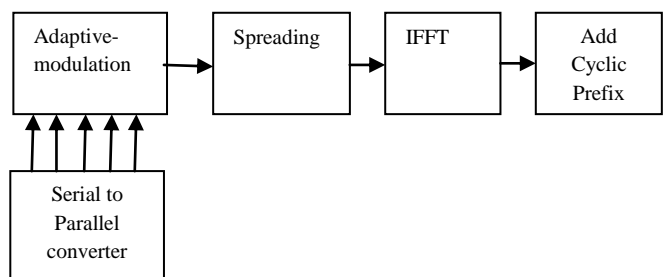 Adaptive-
modulation
Spreading
IFFT
Add
Cyclic
Prefix
Serial to
Parallel
converter